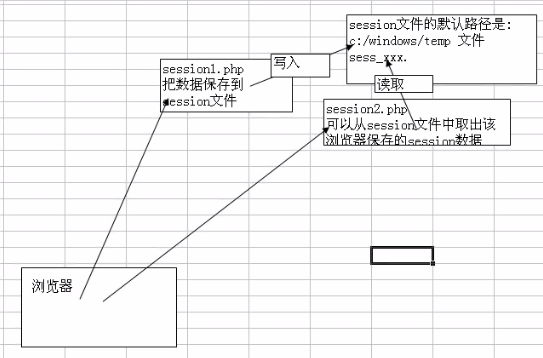 session文件的默认路径是:
c:/windows/temp 文件
sess_xxx.
写入
session1.php
把数据保存到
session文件
读取
session2.php
可以从session文件中取出该
浏览器保存的session数据
浏览器